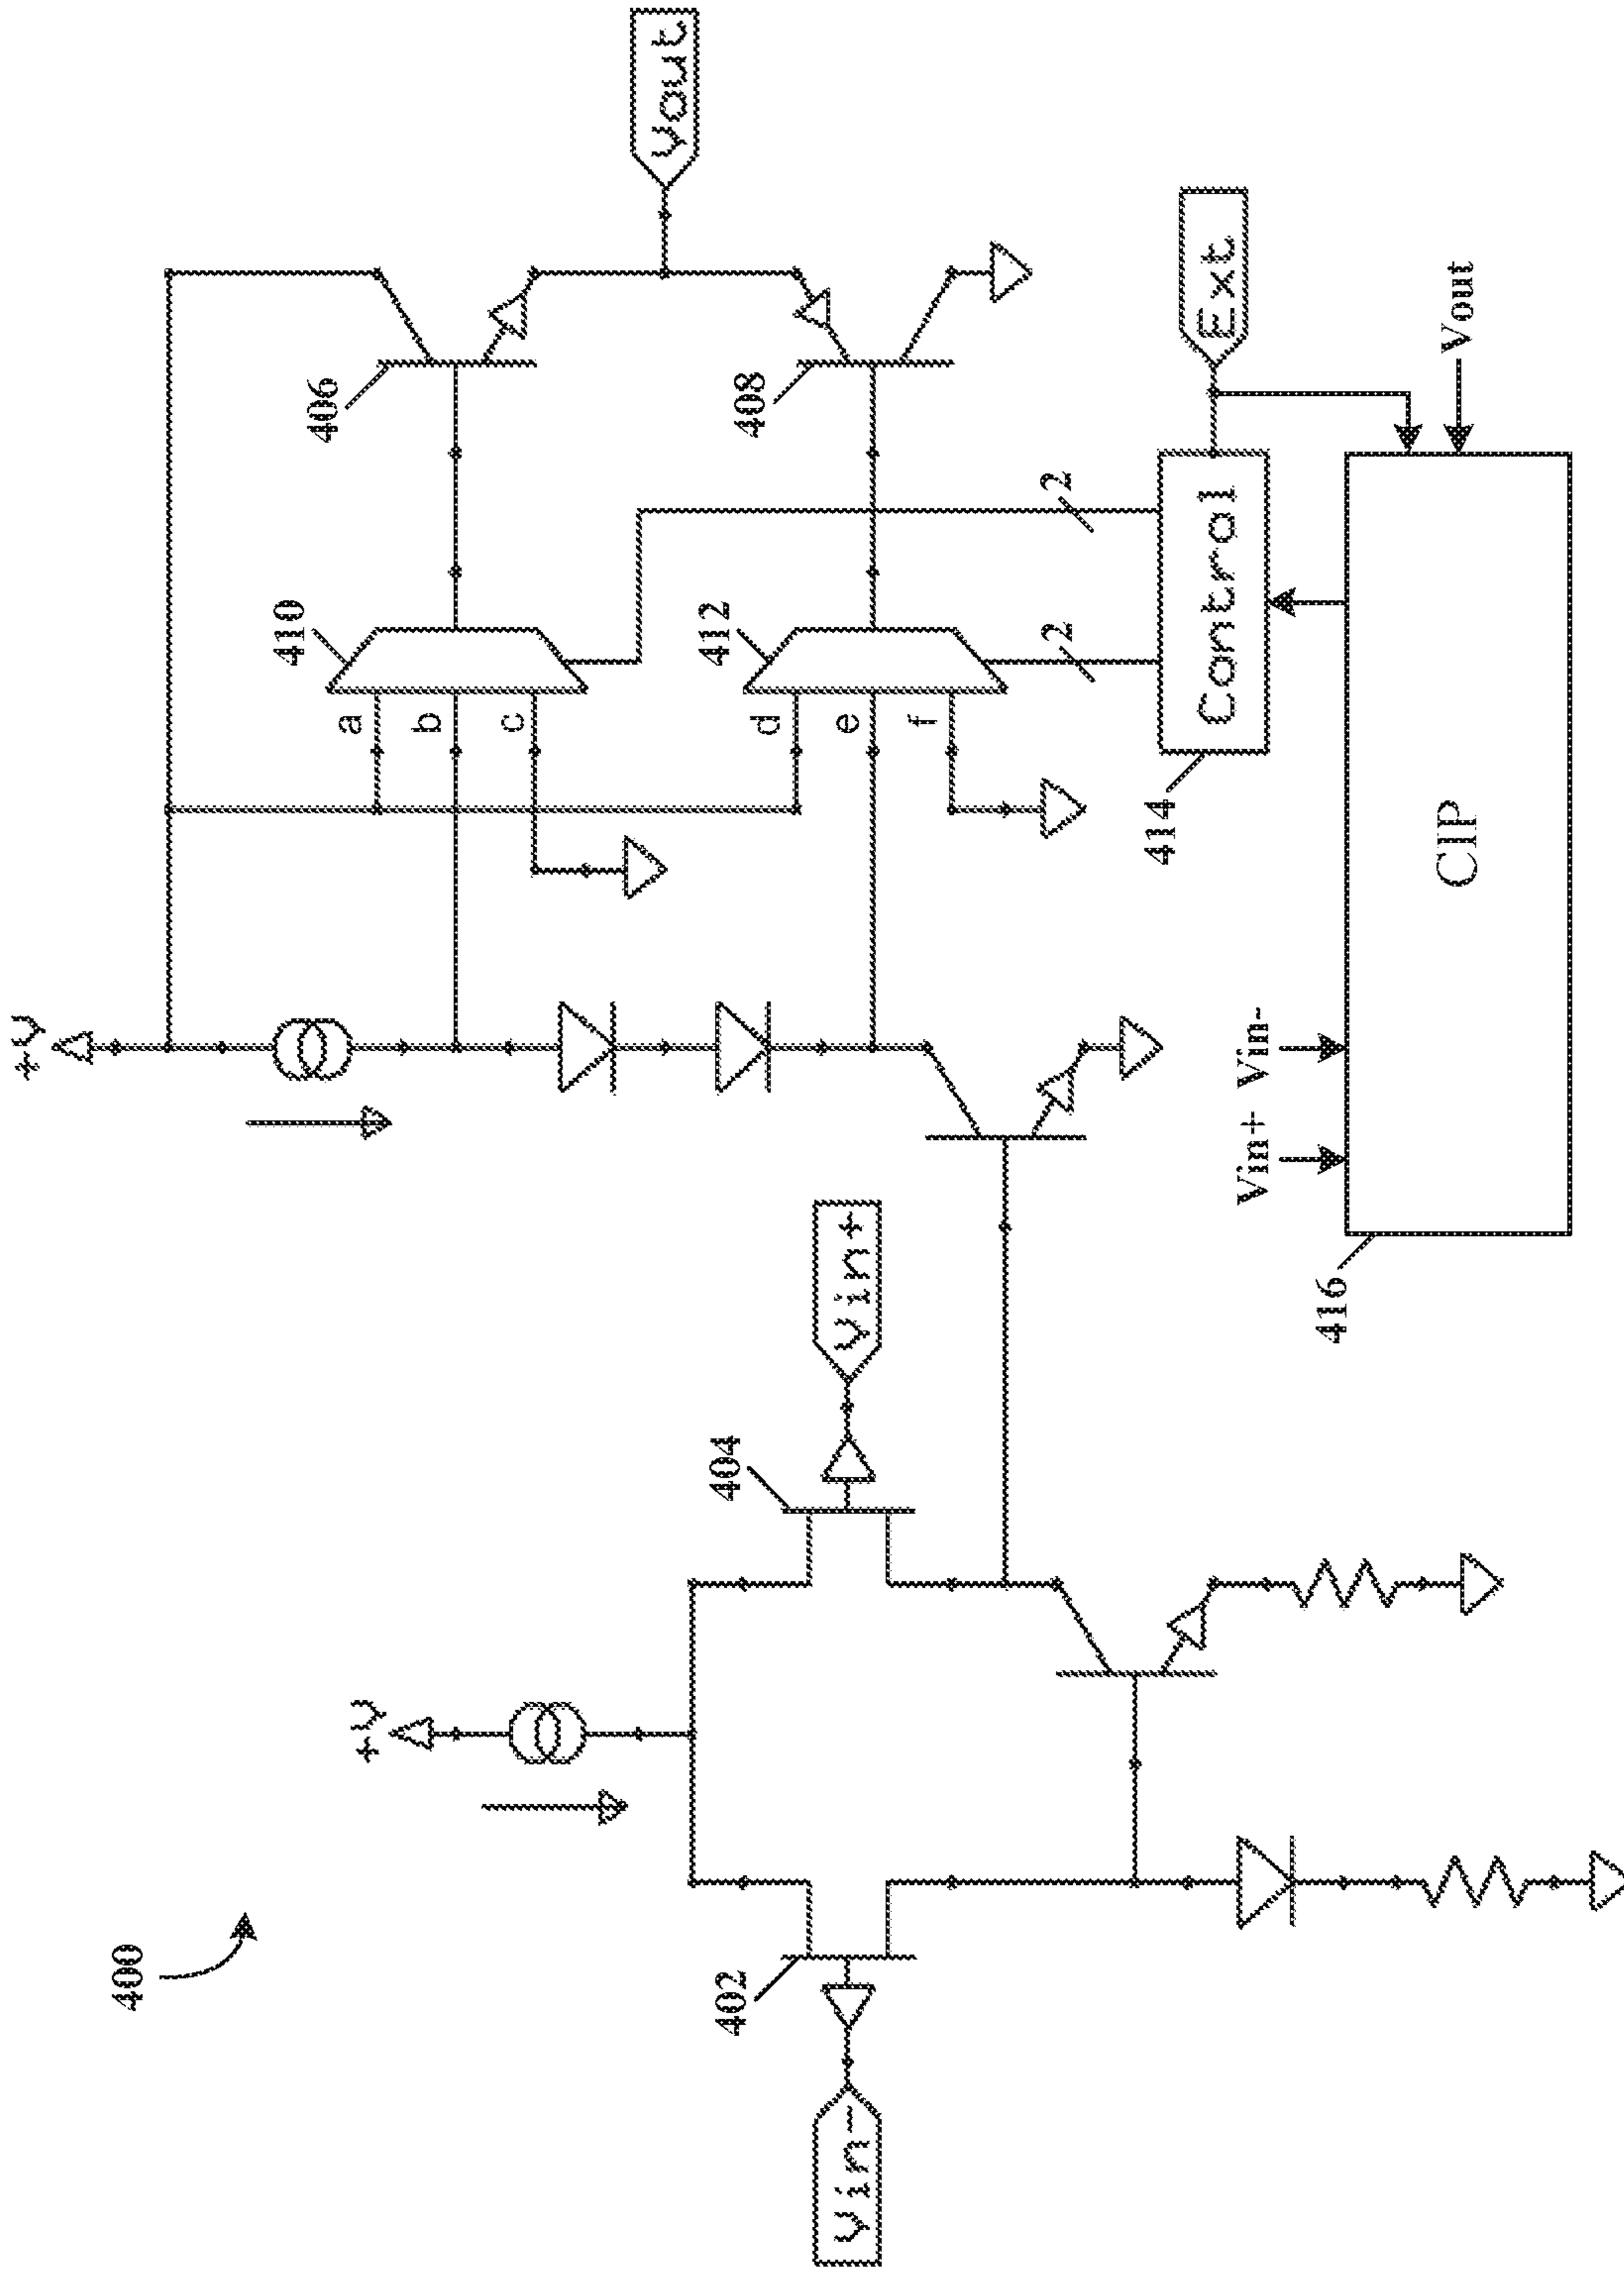 400
+V
+V
402
404
406
408
410
412
a
b
c
d
e
f
Vin-
Vin+
Vout
2
2
414
Control
Ext
Vin+
Vin-
Vout
416
CIP